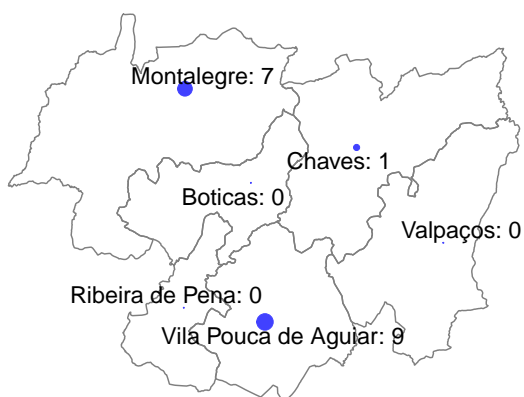 Montalegre: 7
Chaves: 1
Boticas: 0
Valpaços: 0
Ribeira de Pena: 0
Vila Pouca de Aguiar: 9